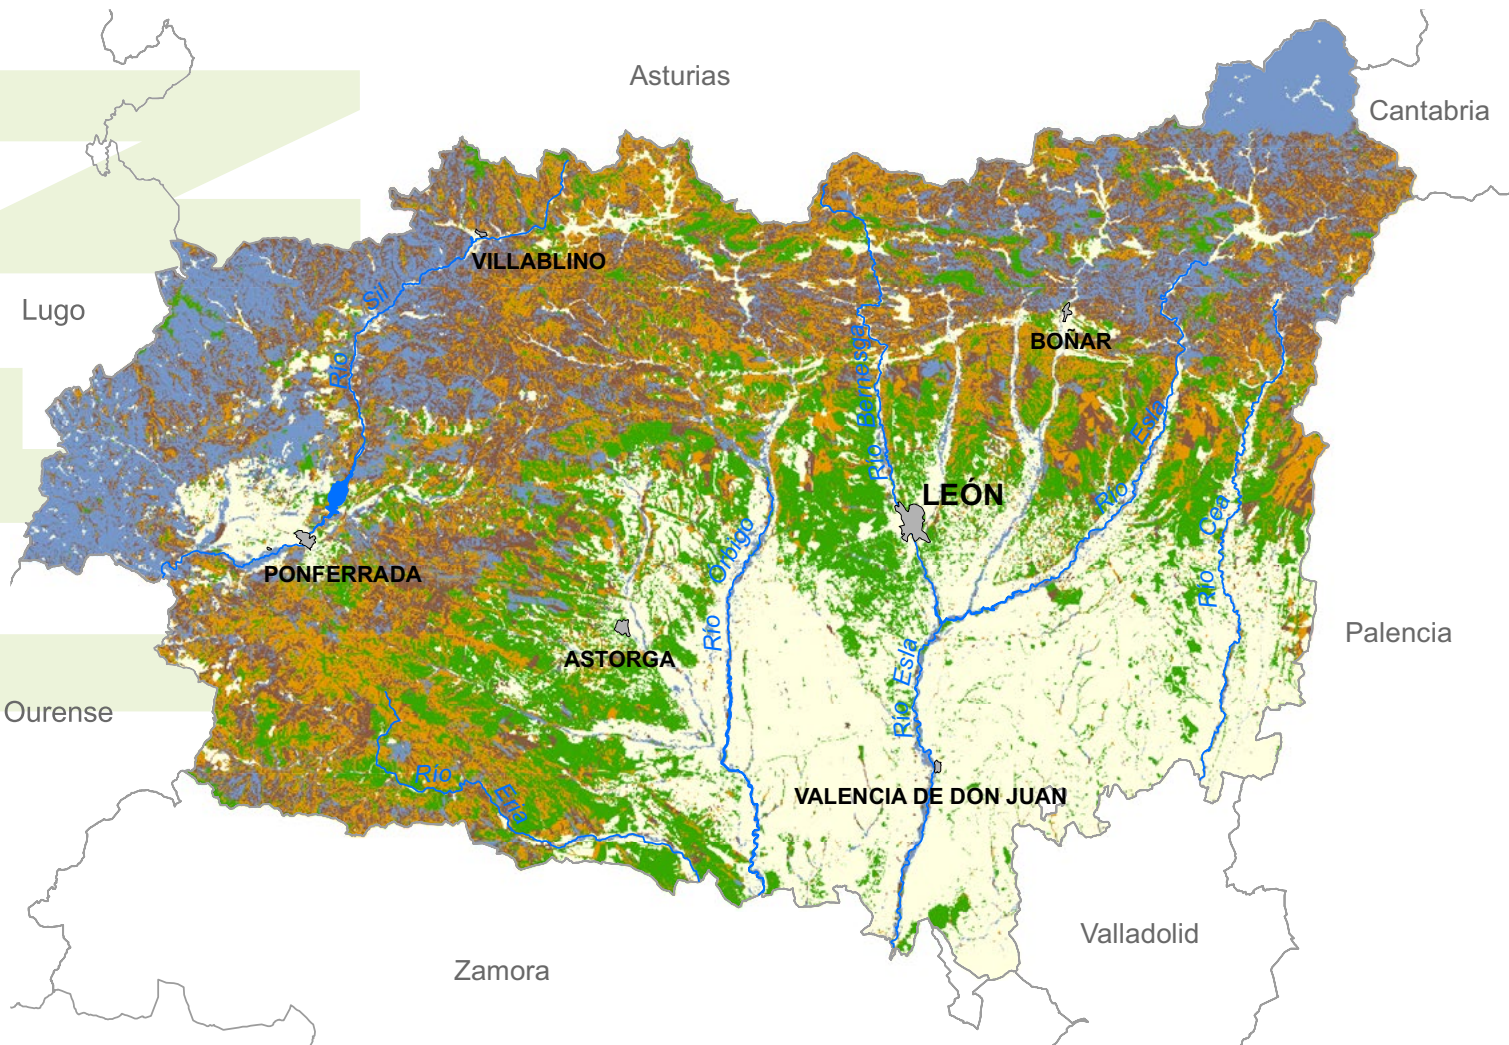 Asturias
Cantabria
VILLABLINO
Río Sil
Lugo
BOÑAR
Río Bernesga
Río Esla
LEÓN
Río Cea
Río Órbigo
PONFERRADA
ASTORGA
Palencia
Río Esla
Ourense
Río Eria
VALENCIA DE DON JUAN
Valladolid
Zamora